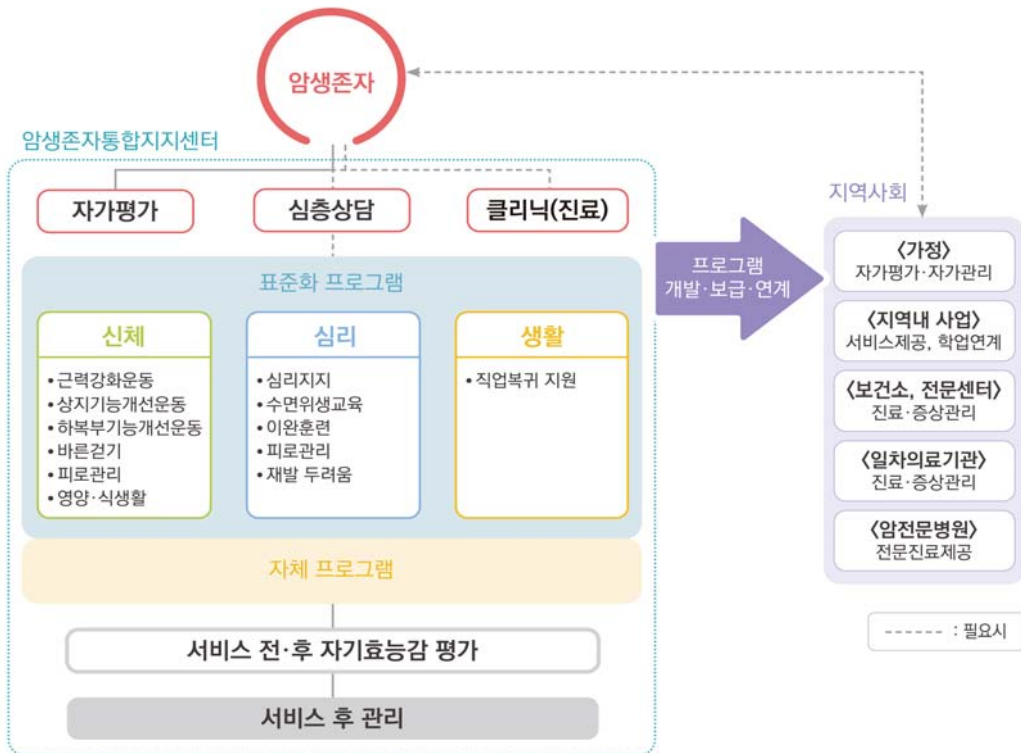 암생존자
암생존자통합지지센터
자가평가
심층상담
클리닉(진료)
표준화 프로그램
신체
• 근력강화운동
• 상지기능개선운동
• 하복부기능개선운동
• 바른걷기
• 피로관리
• 영양·식생활
심리
• 심리지지
• 수면위생교육
• 이완훈련
• 피로관리
• 재발 두려움
생활
• 직업복귀 지원
자체 프로그램
서비스 전·후 자기효능감 평가
서비스 후 관리
프로그램
개발·보급·연계
지역사회
〈가정〉
자가평가·자가관리
〈지역내 사업〉
서비스제공, 학업연계
〈보건소, 전문센터〉
진료·증상관리
〈일차의료기관〉
진료·증상관리
〈암전문병원〉
전문진료제공
------ : 필요시